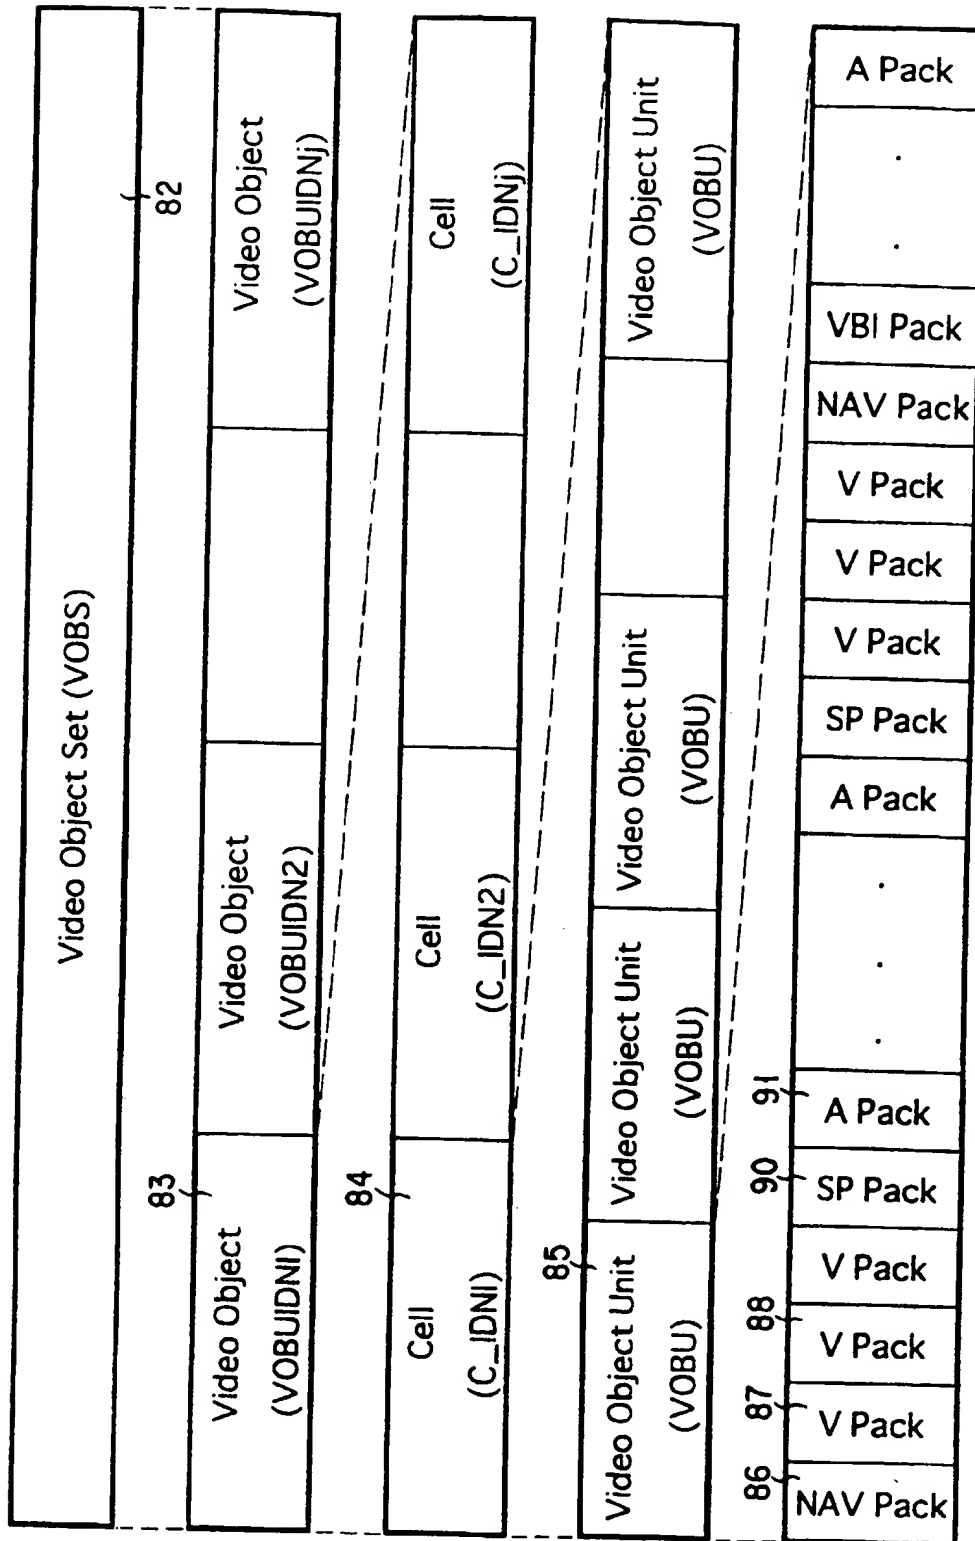 Video Object Set (VOBS)
82
83
Video Object
(VOBUIDN1)
Video Object
(VOBUIDN2)
Video Object
(VOBUIDNj)
84
Cell
(C_IDN1)
Cell
(C_IDN2)
Cell
(C_IDNj)
85
Video Object Unit
(VOBU)
Video Object Unit
(VOBU)
Video Object Unit
(VOBU)
Video Object Unit
(VOBU)
86
87
88
90
91
NAV Pack
V Pack
V Pack
V Pack
SP Pack
A Pack
. . .
A Pack
SP Pack
V Pack
V Pack
V Pack
NAV Pack
VBI Pack
. .
A Pack